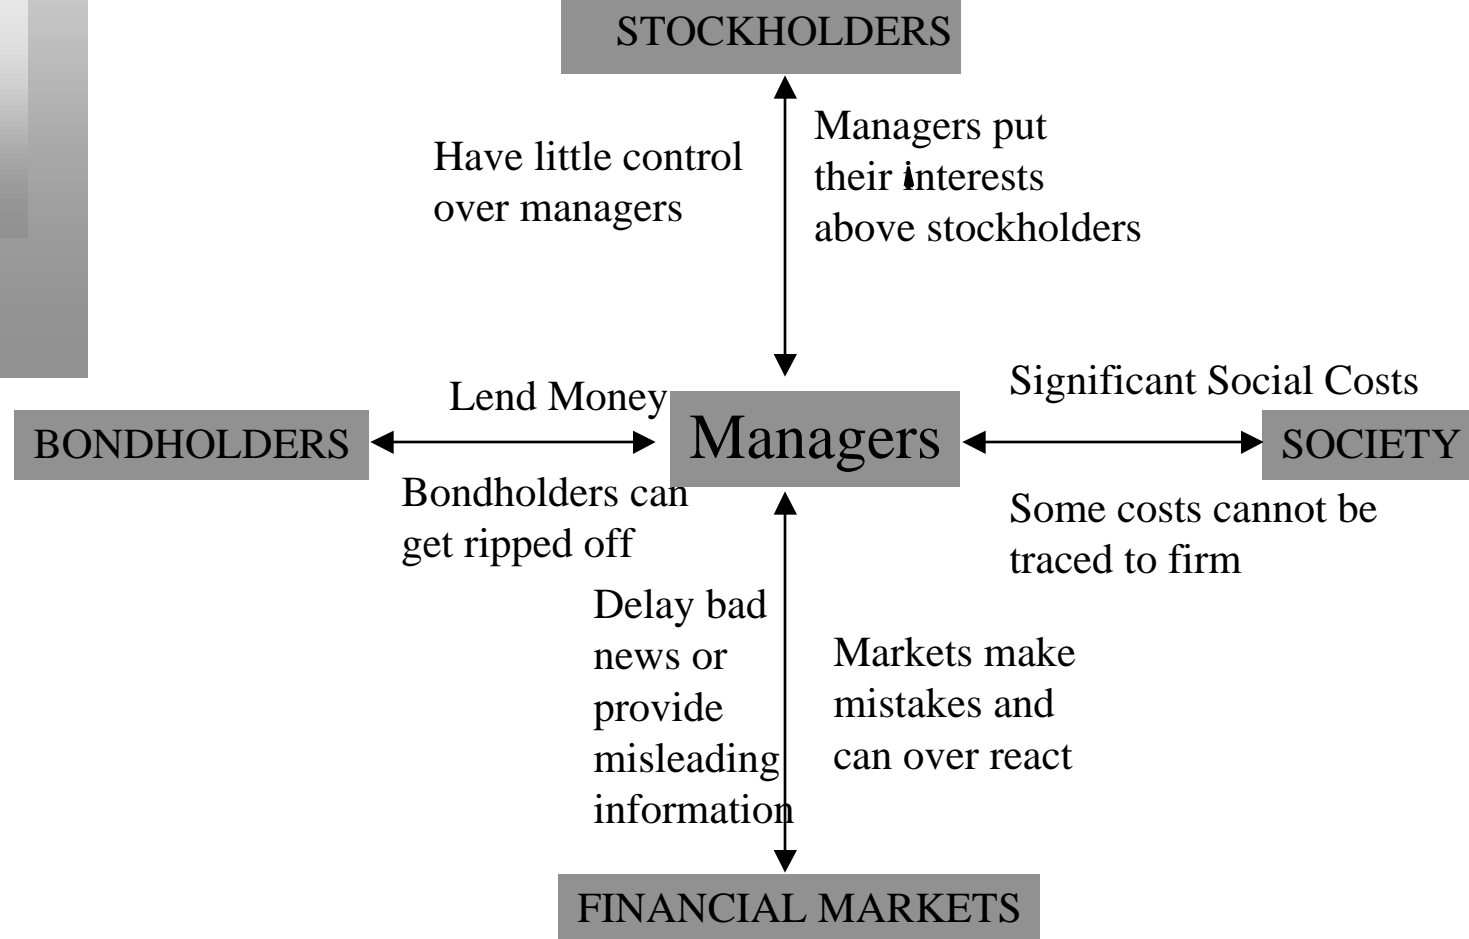 STOCKHOLDERS
Have little control
over managers
Managers put
their interests
above stockholders
Lend Money
Significant Social Costs
BONDHOLDERS
Managers
SOCIETY
Bondholders can
get ripped off
Some costs cannot be
traced to firm
Delay bad
news or
provide
misleading
information
Markets make
mistakes and
can over react
FINANCIAL MARKETS